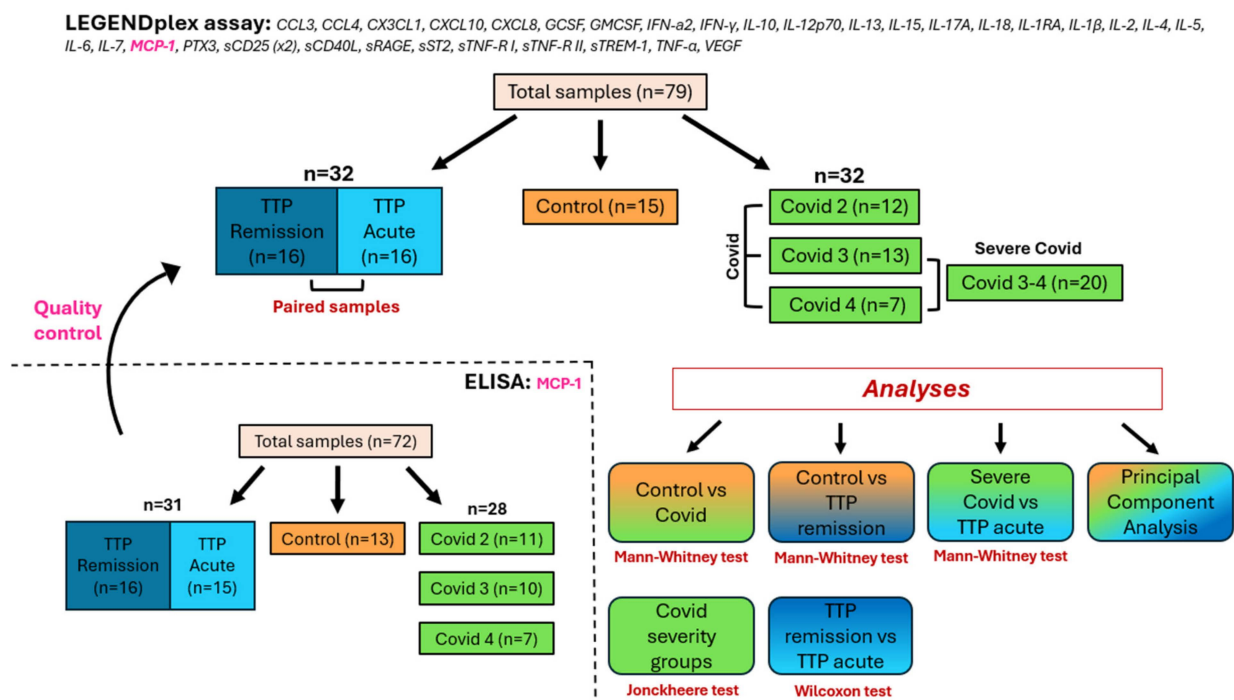 LEGENDplex assay: CCL3, CCL4, CX3CL1, CXCL10, CXCL8, GCSF, GMCSF, IFN-a2, IFN-γ, IL-10, IL-12p70, IL-13, IL-15, IL-17A, IL-18, IL-1RA, IL-1β, IL-2, IL-4, IL-5,
IL-6, IL-7, MCP-1, PTX3, sCD25 (x2), sCD40L, sRAGE, sST2, sTNF-R I, sTNF-R II, sTREM-1, TNF-α, VEGF
Total samples (n=79)
n=32
TTP
Remission
(n=16)
TTP
Acute
(n=16)
Paired samples
Control (n=15)
n=32
Covid
Covid 2 (n=12)
Covid 3 (n=13)
Covid 4 (n=7)
Severe Covid
Covid 3-4 (n=20)
Quality
control
ELISA: MCP-1
Total samples (n=72)
n=31
TTP
Remission
(n=16)
TTP
Acute
(n=15)
Control (n=13)
n=28
Covid 2 (n=11)
Covid 3 (n=10)
Covid 4 (n=7)
Analyses
Control vs
Covid
Mann-Whitney test
Control vs
TTP
remission
Mann-Whitney test
Severe
Covid vs
TTP acute
Mann-Whitney test
Principal
Component
Analysis
Covid
severity
groups
Jonckheere test
TTP
remission vs
TTP acute
Wilcoxon test